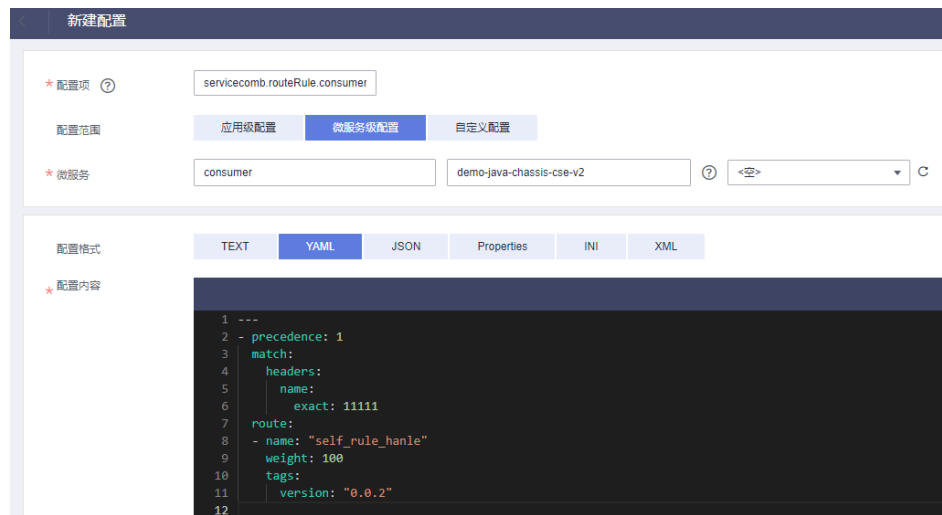 新建配置
* 配置项 ?
servicecomb.routeRule.consumer
配置范围 应用级配置 微服务级配置 自定义配置
* 微服务 consumer demo-java-chassis-cse-v2 ? <空>
配置格式 TEXT YAML JSON Properties INI XML
* 配置内容
1 ---
2 - precedence: 1
3   match:
4     headers:
5       name:
6         exact: 11111
7   route:
8   - name: "self_rule_hanle"
9     weight: 100
10     tags:
11       version: "0.0.2"
12